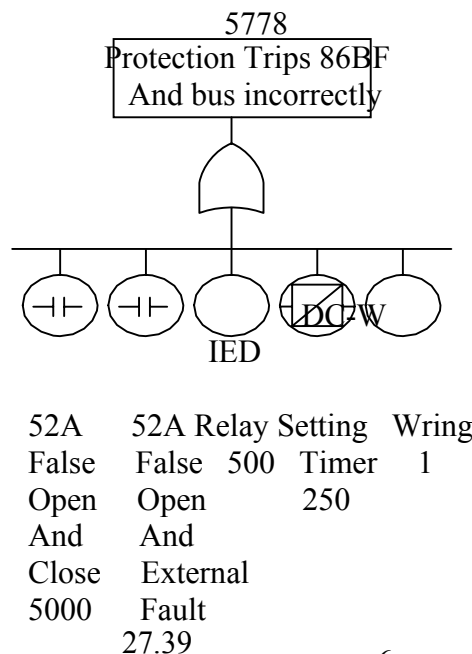 5778
Protection Trips 86BF
And bus incorrectly
DC-W
IED
52A 52A Relay Setting Wring
False False 500 Timer 1
Open Open 250
And And
Close External
5000 Fault
27.39